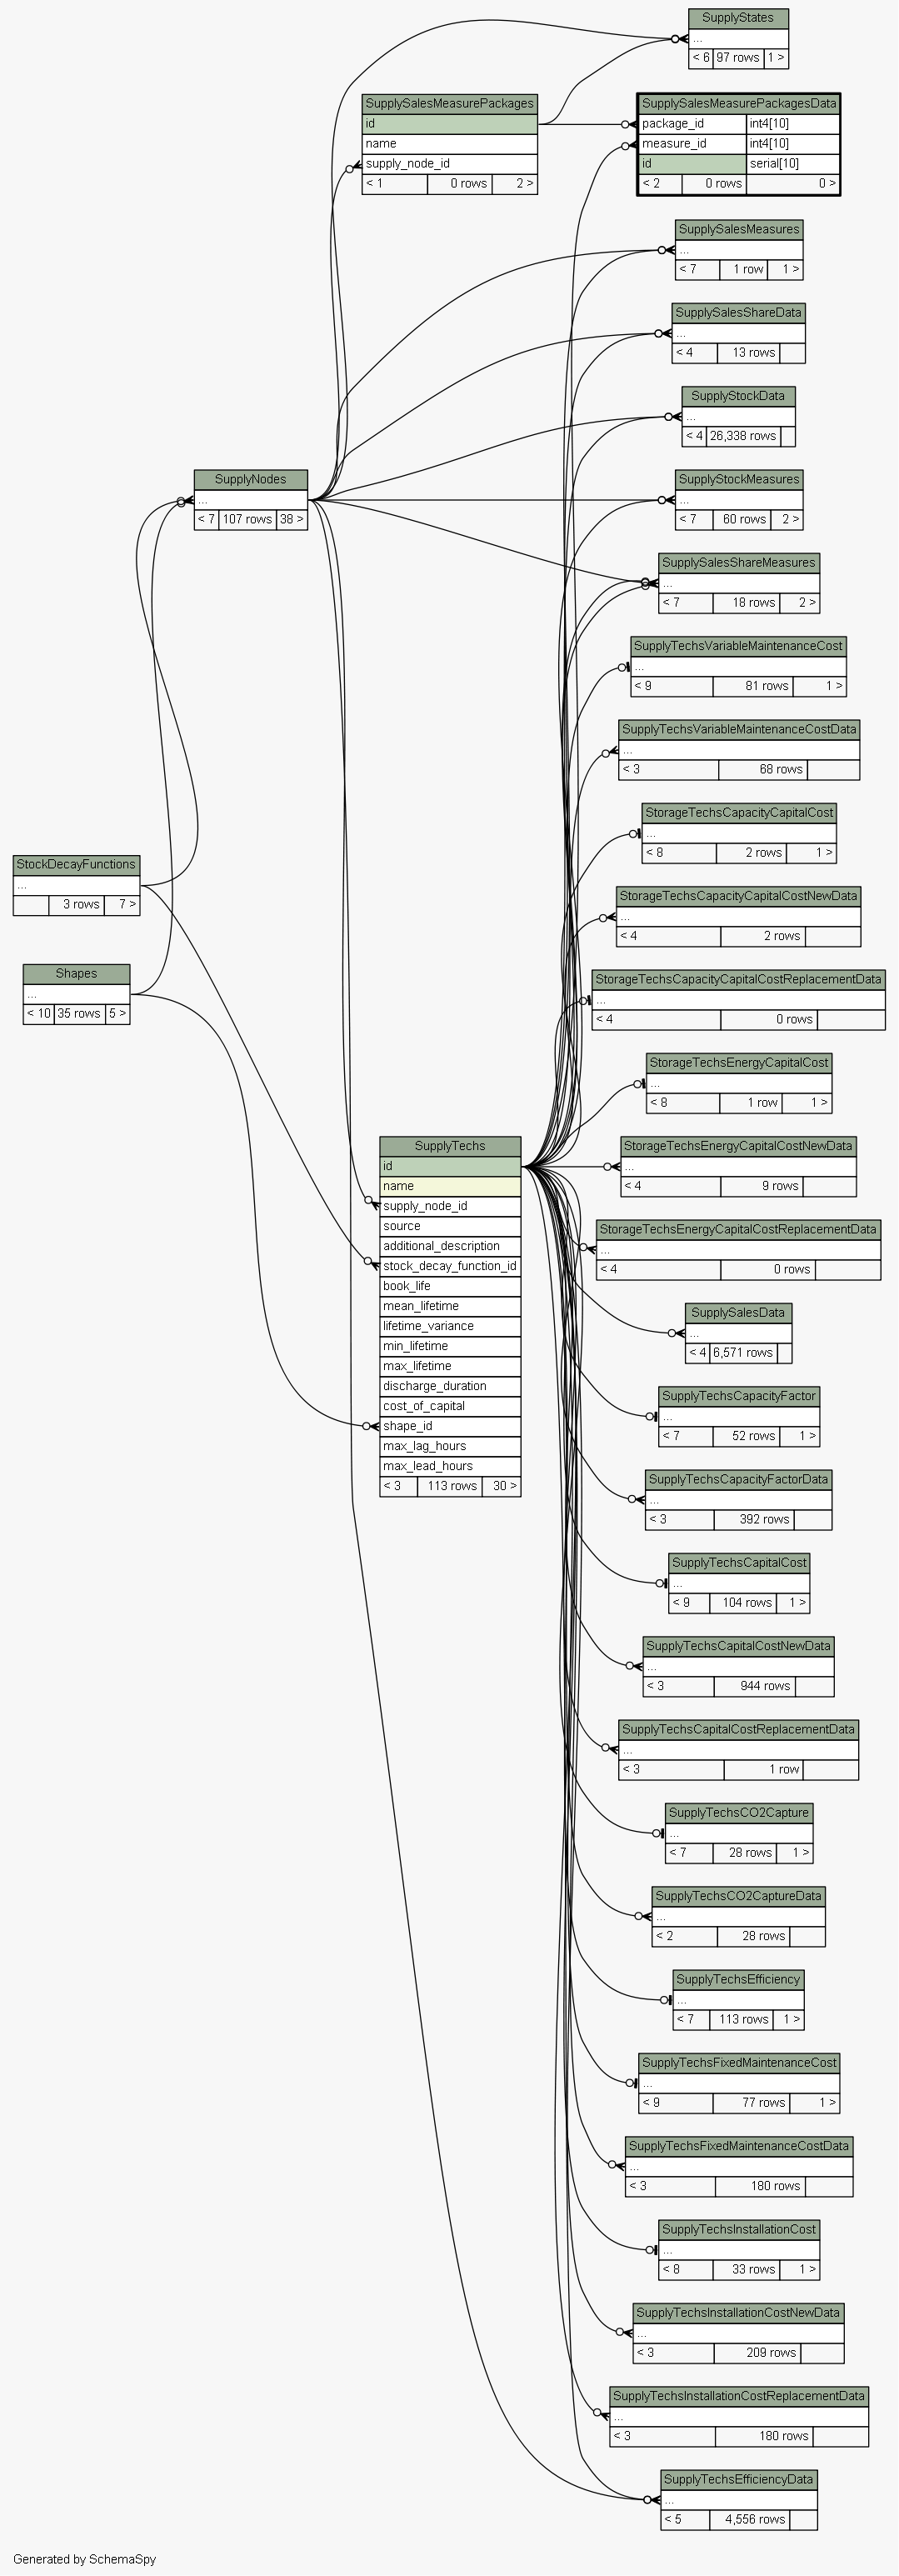 SupplyStates
...
< 6 97 rows 1 >
SupplySalesMeasurePackages
id
name
supply_node_id
< 1 0 rows 2 >
SupplySalesMeasurePackagesData
package_id int4[10]
measure_id int4[10]
id serial[10]
< 2 0 rows 0 >
SupplySalesMeasures
...
< 7 1 row 1 >
SupplySalesShareData
...
< 4 13 rows
SupplyStockData
...
< 4 26,338 rows
SupplyNodes
...
< 7 107 rows 38 >
SupplyStockMeasures
...
< 7 60 rows 2 >
SupplySalesShareMeasures
...
< 7 18 rows 2 >
SupplyTechsVariableMaintenanceCost
...
< 9 81 rows 1 >
SupplyTechsVariableMaintenanceCostData
...
< 3 68 rows
StorageTechsCapacityCapitalCost
...
< 8 2 rows 1 >
StockDecayFunctions
...
3 rows 7 >
StorageTechsCapacityCapitalCostNewData
...
< 4 2 rows
Shapes
...
< 10 35 rows 5 >
StorageTechsCapacityCapitalCostReplacementData
...
< 4 0 rows
StorageTechsEnergyCapitalCost
...
< 8 1 row 1 >
SupplyTechs
id
name
supply_node_id
source
additional_description
stock_decay_function_id
book_life
mean_lifetime
lifetime_variance
min_lifetime
max_lifetime
discharge_duration
cost_of_capital
shape_id
max_lag_hours
max_lead_hours
< 3 113 rows 30 >
StorageTechsEnergyCapitalCostNewData
...
< 4 9 rows
StorageTechsEnergyCapitalCostReplacementData
...
< 4 0 rows
SupplySalesData
...
< 4 6,571 rows
SupplyTechsCapacityFactor
...
< 7 52 rows 1 >
SupplyTechsCapacityFactorData
...
< 3 392 rows
SupplyTechsCapitalCost
...
< 9 104 rows 1 >
SupplyTechsCapitalCostNewData
...
< 3 944 rows
SupplyTechsCapitalCostReplacementData
...
< 3 1 row
SupplyTechsCO2Capture
...
< 7 28 rows 1 >
SupplyTechsCO2CaptureData
...
< 2 28 rows
SupplyTechsEfficiency
...
< 7 113 rows 1 >
SupplyTechsFixedMaintenanceCost
...
< 9 77 rows 1 >
SupplyTechsFixedMaintenanceCostData
...
< 3 180 rows
SupplyTechsInstallationCost
...
< 8 33 rows 1 >
SupplyTechsInstallationCostNewData
...
< 3 209 rows
SupplyTechsInstallationCostReplacementData
...
< 3 180 rows
SupplyTechsEfficiencyData
...
< 5 4,556 rows
Generated by SchemaSpy